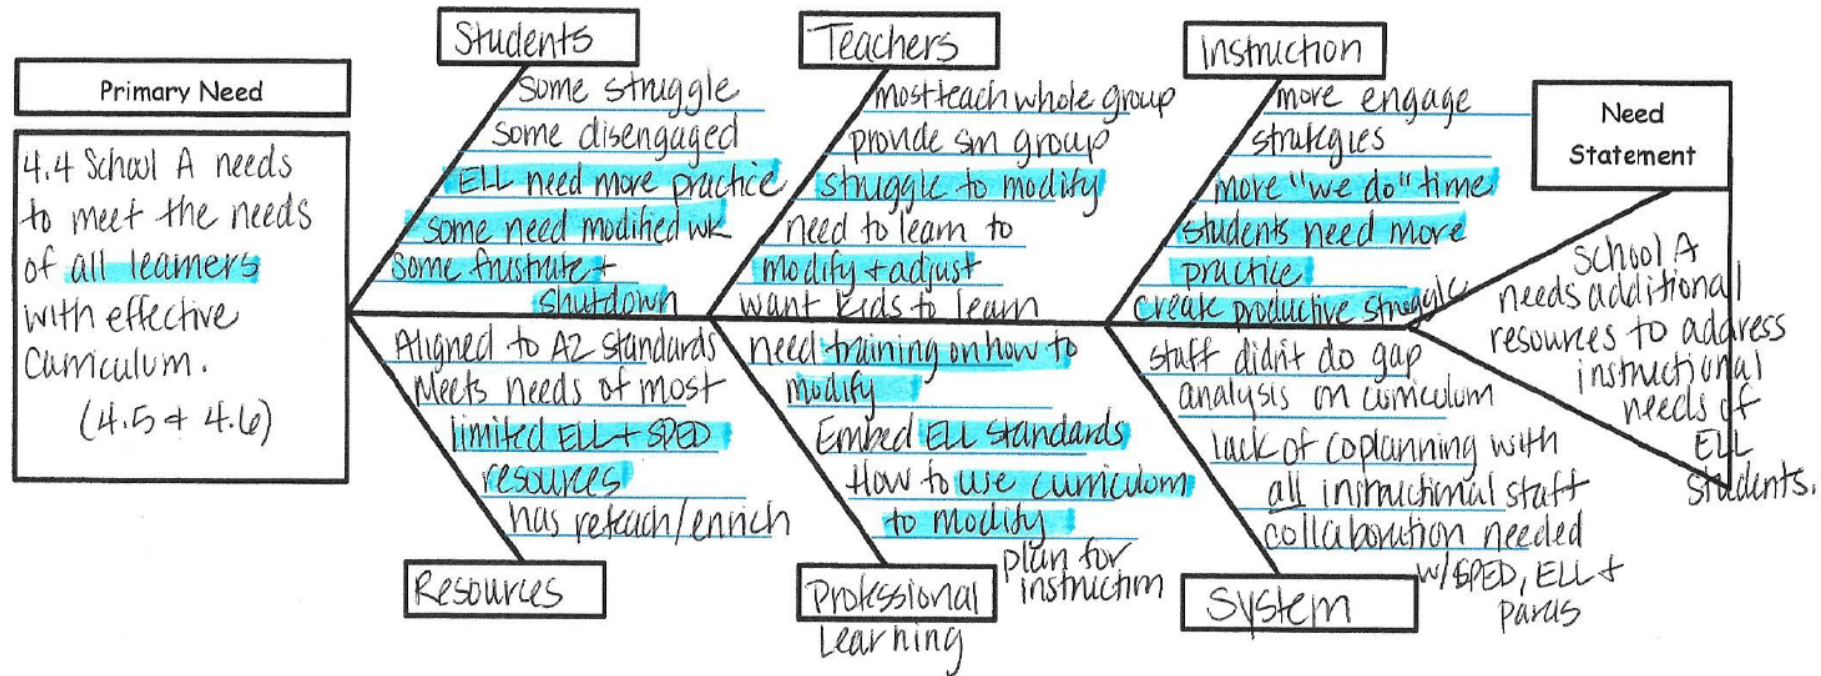 Primary Need
4.4 School A needs
to meet the needs
of all learners
with effective
Curriculum.
(4.5 & 4.6)
Students
Some struggle
Some disengaged
ELL need more practice
some need modified wk
Some frustrate +
shutdown
Teachers
most teach whole group
provide sm group
struggle to modify
need to learn to
modify + adjust
want kids to learn
Instruction
more engage
strategies
more "we do" time
students need more
practice
create productive struggle
Need
Statement
School A
needs additional
resources to address
instructional
needs of
ELL
students.
Aligned to AZ standards
Meets needs of most
limited ELL + SPED
resources
has reteach/enrich
Resources
need training on how to
modify
Embed ELL standards
How to use curriculum
to modify
plan for
instruction
Professional
Learning
staff didn't do gap
analysis on curriculum
lack of coplanning with
all instructional staff
collaboration needed
w/SPED, ELL +
paras
System